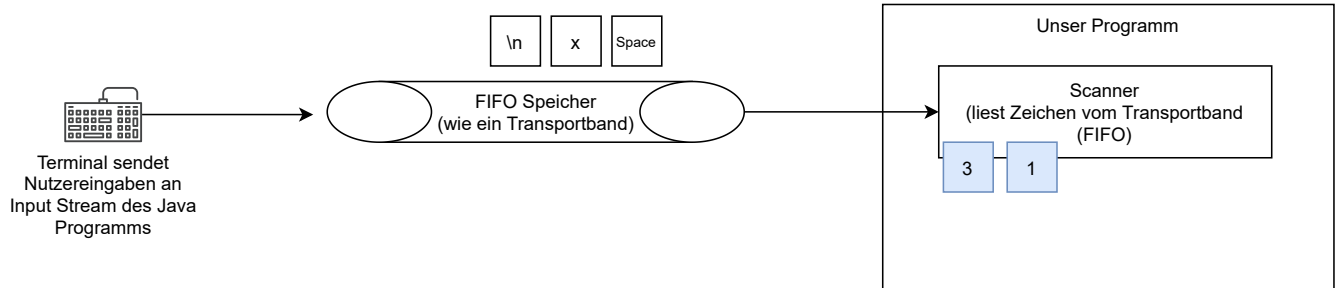 Unser Programm
\n
x
Space
Scanner
(liest Zeichen vom Transportband
(FIFO)
FIFO Speicher
(wie ein Transportband)
3
1
Terminal sendet
Nutzereingaben an
Input Stream des Java
Programms